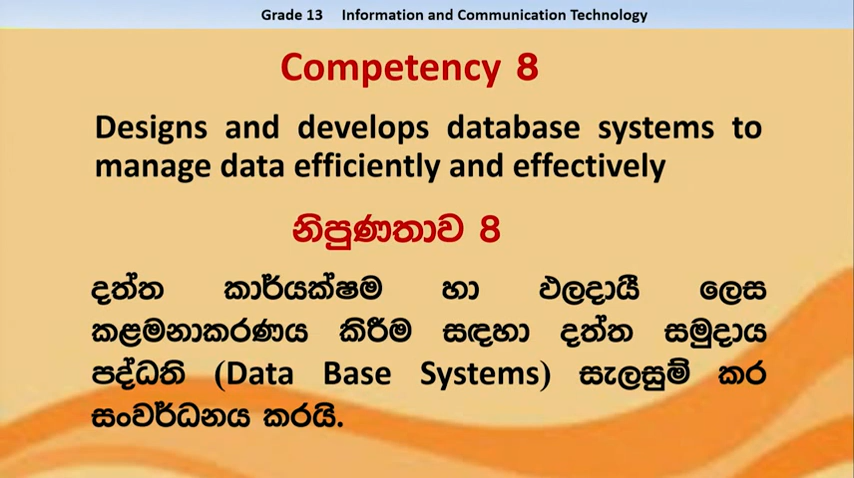 Grade 13 Information and Communication Technology
Competency 8
Designs and develops database systems to
manage data efficiently and effectively
නිපුණතාව 8
දත්ත කාර්යක්ෂම හා ඵලදායී ලෙස
කළමනාකරණය කිරීම සඳහා දත්ත සමුදාය
පද්ධති (Data Base Systems) සැලසුම් කර
සංවර්ධනය කරයි.